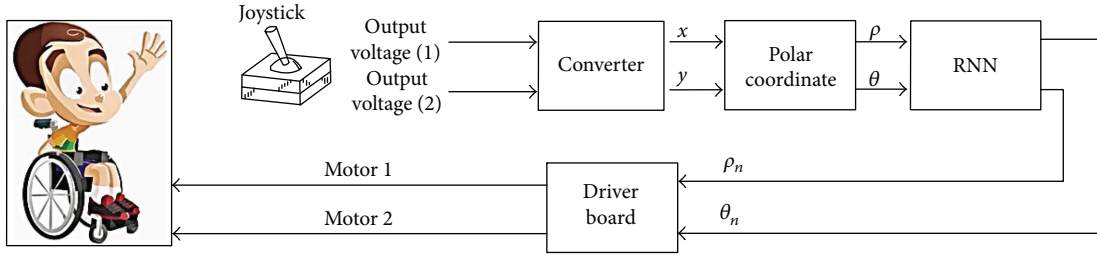 Joystick
Output
voltage (1)
Output
voltage (2)
Converter
x
y
Polar
coordinate
ρ
θ
RNN
ρn
θn
Driver
board
Motor 1
Motor 2